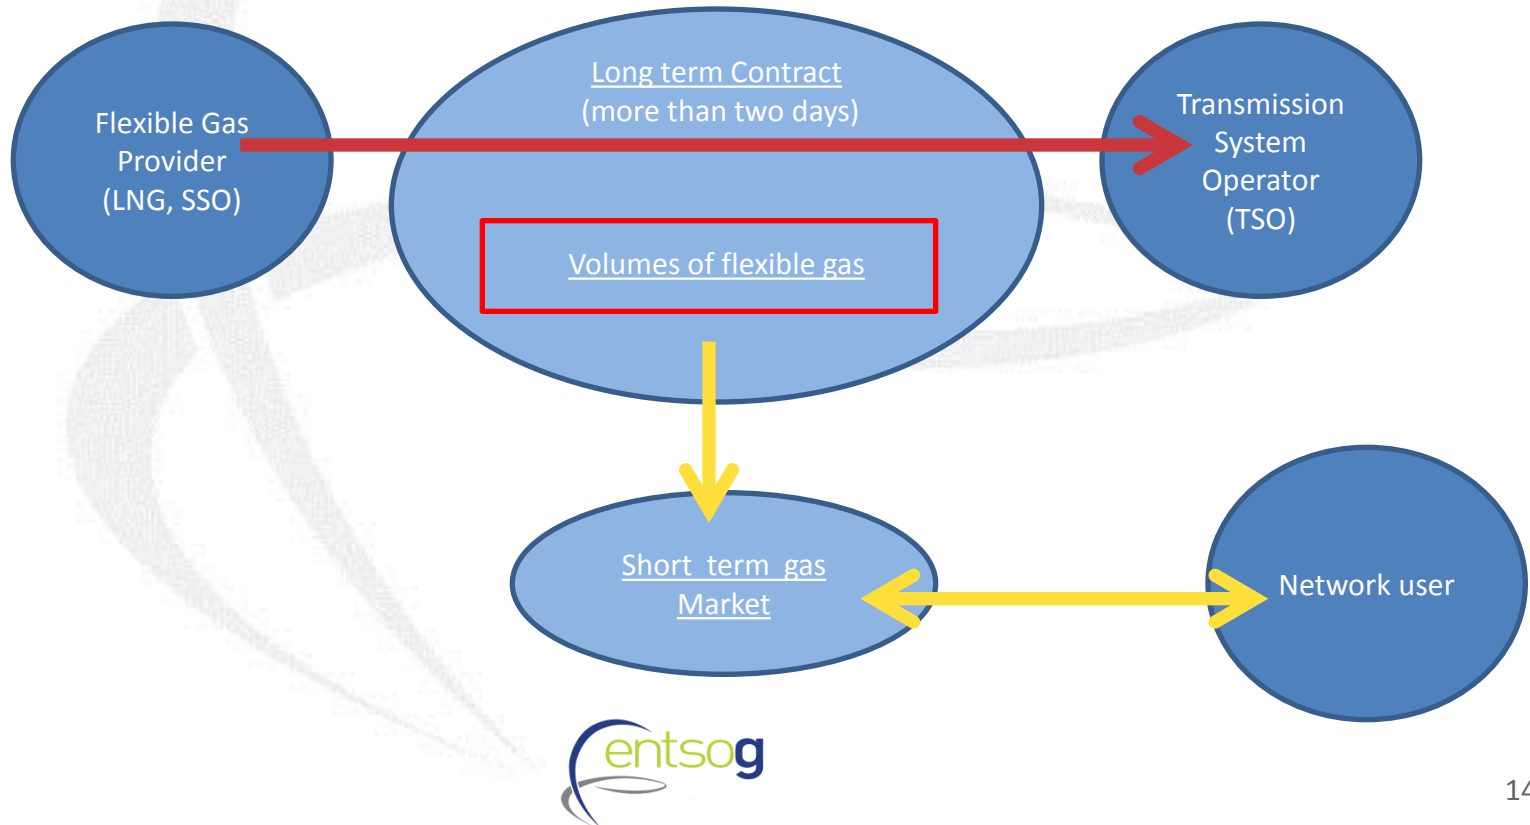 Flexible Gas
Provider
(LNG, SSO)
Long term Contract
(more than two days)
Volumes of flexible gas
Transmission
System
Operator
(TSO)
Short term gas
Market
Network user
entsog
14